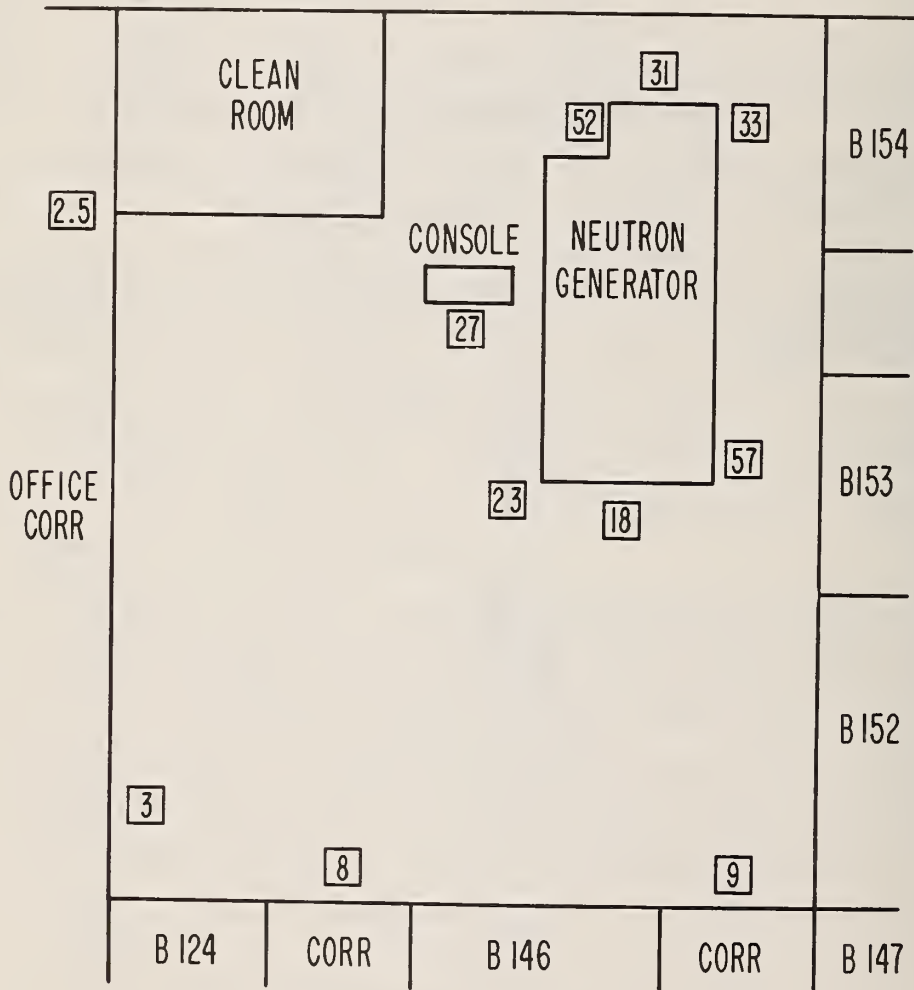 CLEAN
ROOM
31
52
33
B 154
2.5
CONSOLE
NEUTRON
GENERATOR
27
OFFICE
CORR
57
B153
23
18
B 152
3
8
9
B 124
CORR
B 146
CORR
B 147